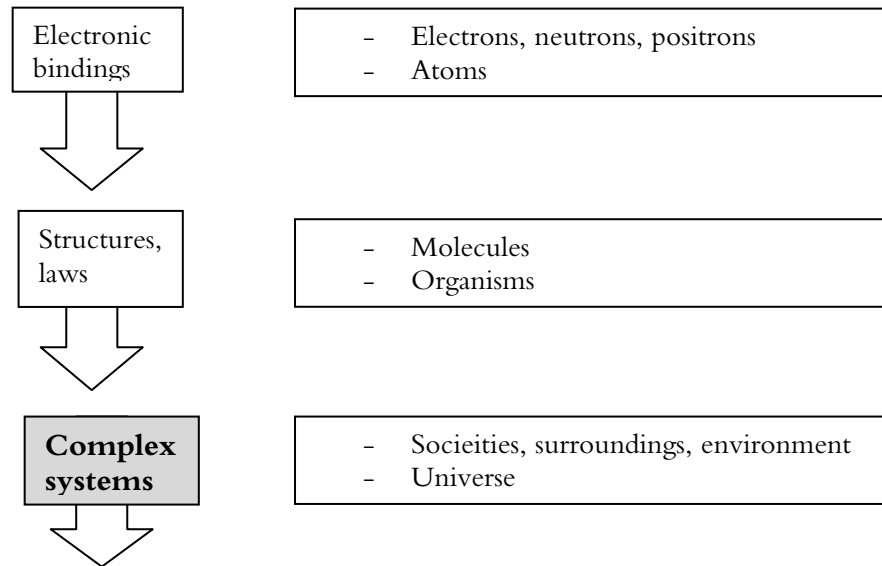 Electronic
bindings
- Electrons, neutrons, positrons
- Atoms
Structures,
laws
- Molecules
- Organisms
Complex
systems
- Socieities, surroundings, environment
- Universe